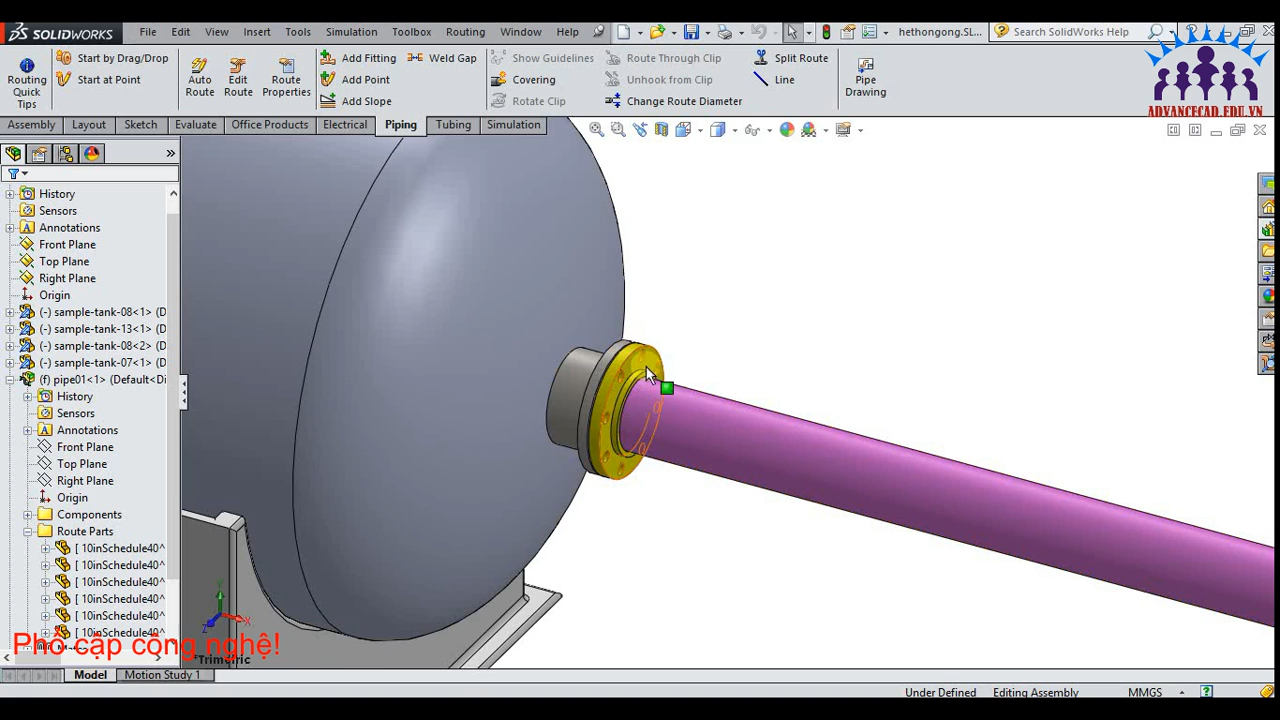 SOLIDWORKS File Edit View Insert Tools Simulation Toolbox Routing Window Help hethongong.SL... Search SolidWorks Help
Start by Drag/Drop Add Fitting Weld Gap Show Guidelines Route Through Clip Split Route
Start at Point Add Point Covering Unhook from Clip Line
Routing Quick Tips Auto Route Edit Route Route Properties Add Slope Rotate Clip Change Route Diameter Pipe Drawing
ADVANCECAD.EDU.VN
Assembly Layout Sketch Evaluate Office Products Electrical Piping Tubing Simulation
History
Sensors
Annotations
Front Plane
Top Plane
Right Plane
Origin
(-) sample-tank-08<1> (D
(-) sample-tank-13<1> (D
(-) sample-tank-08<2> (D
(-) sample-tank-07<1> (D
(f) pipe01<1> (Default<Di
History
Sensors
Annotations
Front Plane
Top Plane
Right Plane
Origin
Components
Route Parts
[ 10inSchedule40^
[ 10inSchedule40^
[ 10inSchedule40^
[ 10inSchedule40^
[ 10inSchedule40^
[ 10inSchedule40^
Phổ cập công nghệ!
*Trimetric
Model Motion Study 1
Under Defined Editing Assembly MMGS